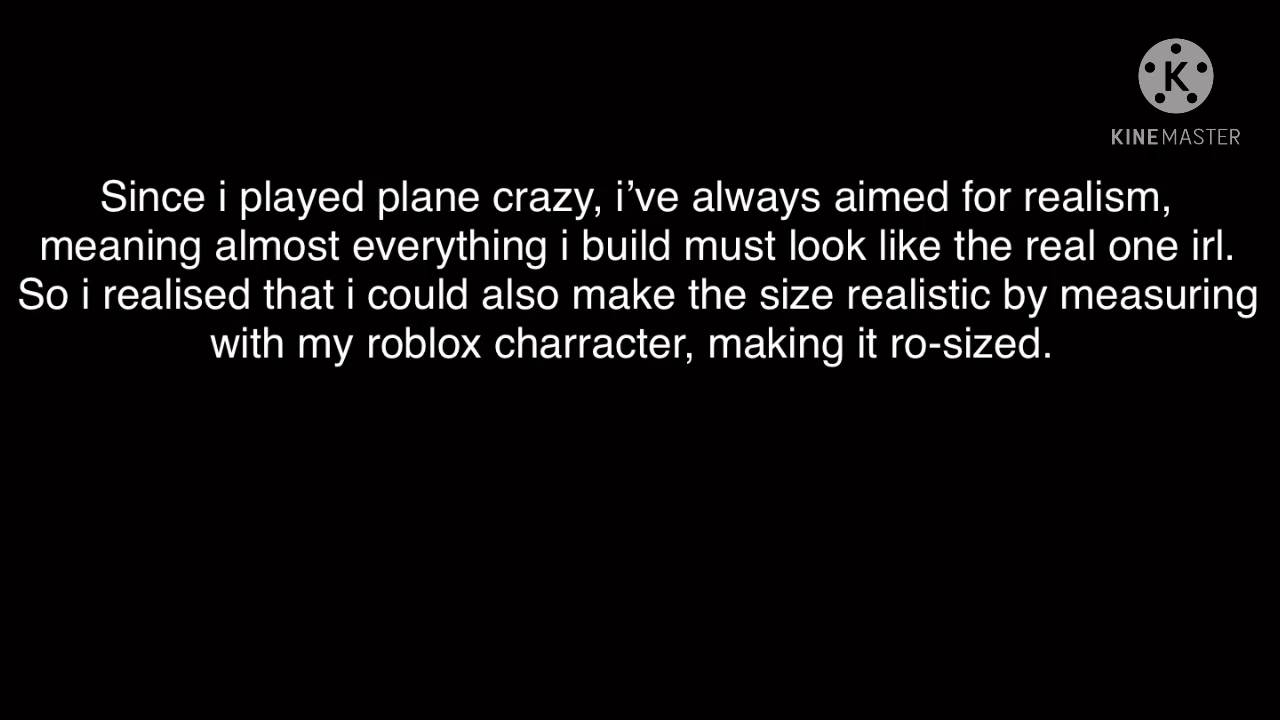 K
KINEMASTER
Since i played plane crazy, i’ve always aimed for realism,
meaning almost everything i build must look like the real one irl.
So i realised that i could also make the size realistic by measuring
with my roblox charracter, making it ro-sized.